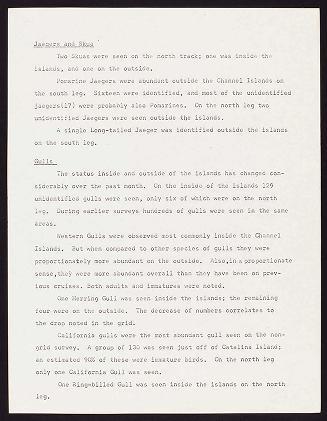 Jaegers and Skua
Two Skuas were seen on the north track; one was inside the
islands, and one on the outside.
Pomarine Jaegers were abundant outside the Channel Islands on
the south leg. Sixteen were identified, and most of the unidentified
jaegers(17) were probably also Pomarines. On the north leg two
unidentified Jaegers were seen outside the islands.
A single Long-tailed Jaeger was identified outside the islands
on the south leg.
Gulls
The status inside and outside of the islands has changed con-
siderably over the past month. On the inside of the islands 129
unidentified gulls were seen, only six of which were on the north
leg. During earlier surveys hundreds of gulls were seen in the same
areas.
Western Gulls were observed most commonly inside the Channel
Islands. But when compared to other species of gulls they were
proportionately more abundant on the outside. Also,in a proportionate
sense,they were more abundant overall than they have been on prev-
ious cruises. Both adults and immatures were noted.
One Herring Gull was seen inside the islands; the remaining
four were on the outside. The decrease of numbers correlates to
the drop noted in the grid.
California gulls were the most abundant gull seen on the non-
grid survey. A group of 130 was seen just off of Catalina Island;
an estimated 90% of these were immature birds. On the north leg
only one California Gull was seen.
One Ring-billed Gull was seen inside the islands on the north
leg.